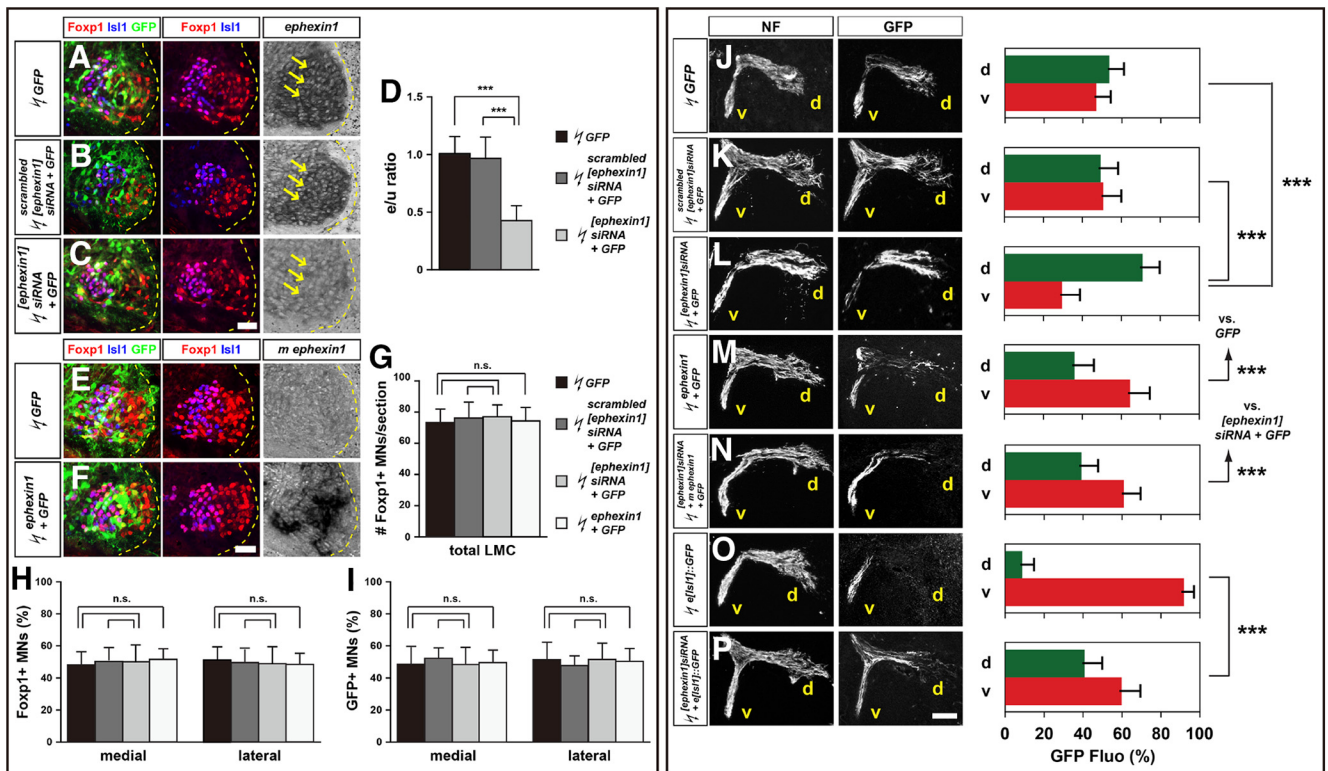 Foxp1 Isl1 GFP
Foxp1 Isl1
ephexin1
A
ϟ GFP
B
scrambled
ϟ [ephexin1]
siRNA + GFP
C
[ephexin1]
ϟ siRNA
+ GFP
D
e/u ratio
1.5
1.0
0.5
0
***
***
ϟ GFP
scrambled
ϟ [ephexin1]
siRNA
+ GFP
[ephexin1]
ϟ siRNA
+ GFP
Foxp1 Isl1 GFP
Foxp1 Isl1
m ephexin1
E
ϟ GFP
F
ephexin1
ϟ + GFP
G
# Foxp1+ MNs/section
100
80
60
40
20
0
n.s.
total LMC
ϟ GFP
scrambled
ϟ [ephexin1]
siRNA
+ GFP
[ephexin1]
ϟ siRNA
+ GFP
ϟ ephexin1
+ GFP
H
Foxp1+ MNs (%)
100
80
60
40
20
0
n.s.
n.s.
medial
lateral
I
GFP+ MNs (%)
100
80
60
40
20
0
n.s.
n.s.
medial
lateral
NF
GFP
J
ϟ GFP
v
d
v
d
d
v
K
scrambled
ϟ [ephexin1]siRNA
+ GFP
v
d
v
d
d
v
L
[ephexin1]siRNA
ϟ + GFP
v
d
v
d
d
v
M
ephexin1
ϟ + GFP
v
d
v
d
d
v
N
[ephexin1]siRNA
ϟ + m ephexin1
+ GFP
v
d
v
d
d
v
O
ϟ e[Isl1]::GFP
v
d
v
d
d
v
P
[ephexin1]siRNA
ϟ + e[Isl1]::GFP
v
d
v
d
d
v
***
***
vs.
GFP
***
vs.
[ephexin1]
siRNA + GFP
***
***
0 20 40 60 80 100
GFP Fluo (%)